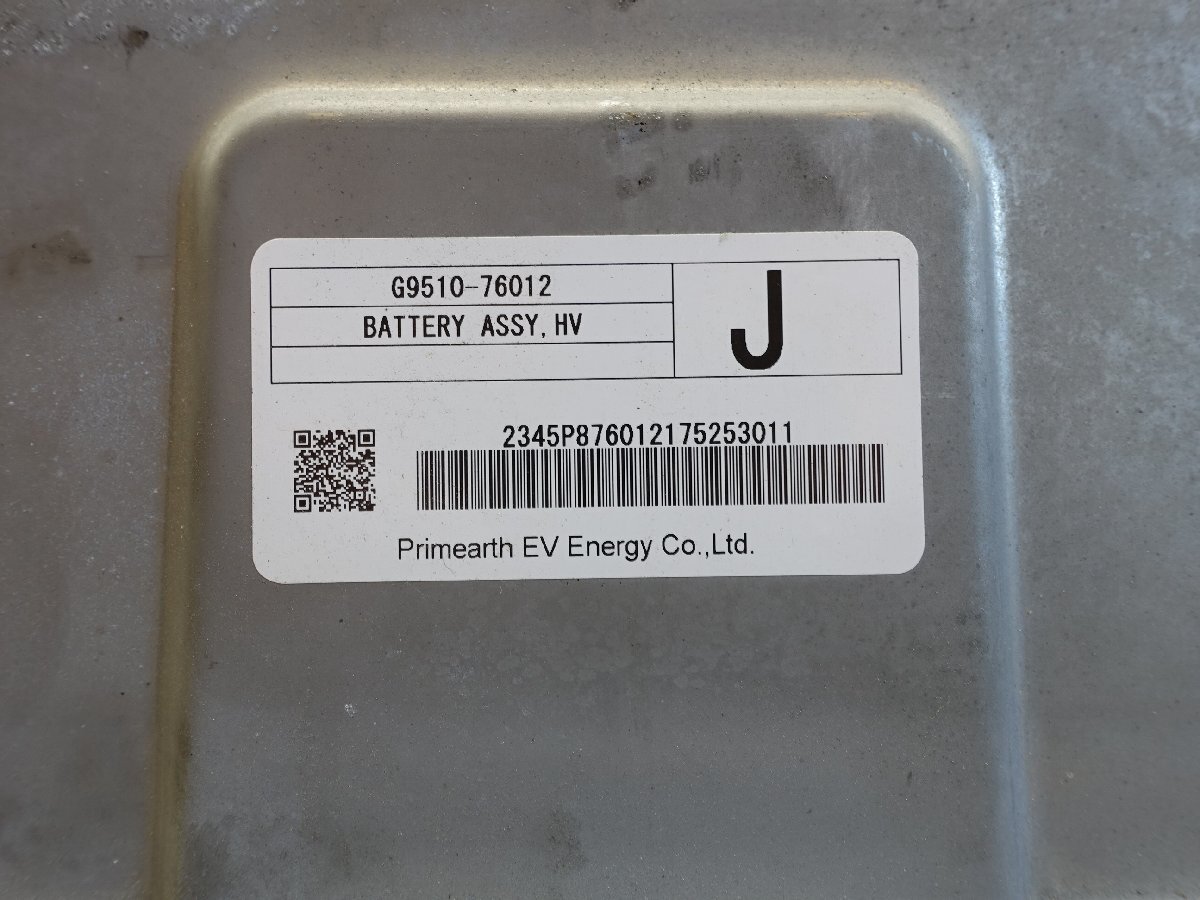 G9510-76012
BATTERY ASSY,HV
J
2345P876012175253011
Primearth EV Energy Co.,Ltd.